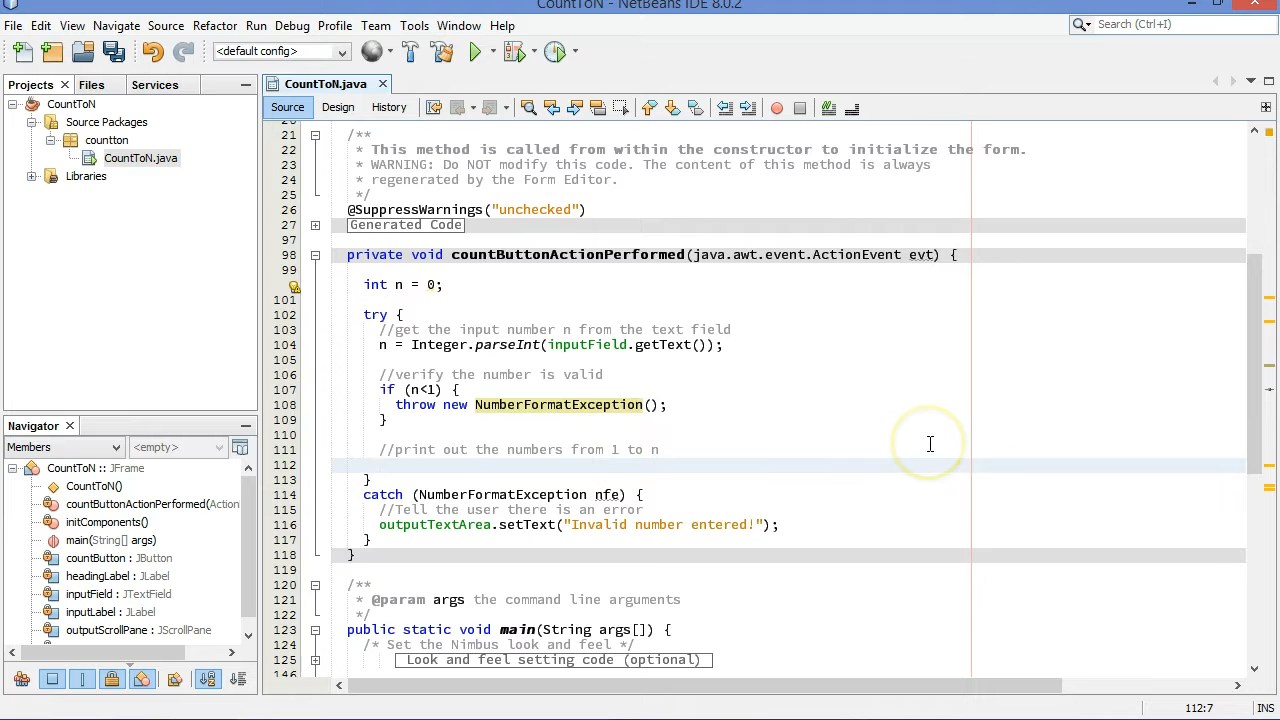 CountToN - NetBeans IDE 8.0.2
File Edit View Navigate Source Refactor Run Debug Profile Team Tools Window Help
Search (Ctrl+I)
<default config>
Projects Files Services
CountToN.java
CountToN
Source Packages
countton
CountToN.java
Libraries
Source Design History
21 /**
22 * This method is called from within the constructor to initialize the form.
23 * WARNING: Do NOT modify this code. The content of this method is always
24 * regenerated by the Form Editor.
25 */
26 @SuppressWarnings("unchecked")
27 Generated Code
97
98 private void countButtonActionPerformed(java.awt.event.ActionEvent evt) {
99
int n = 0;
101
102 try {
103 //get the input number n from the text field
104 n = Integer.parseInt(inputField.getText());
105
106 //verify the number is valid
107 if (n<1) {
108 throw new NumberFormatException();
109 }
110
111 //print out the numbers from 1 to n
112
113 }
114 catch (NumberFormatException nfe) {
115 //Tell the user there is an error
116 outputTextArea.setText("Invalid number entered!");
117 }
118 }
119
120 /**
121 * @param args the command line arguments
122 */
123 public static void main(String args[]) {
124 /* Set the Nimbus look and feel */
125 Look and feel setting code (optional)
146
Navigator
Members <empty>
CountToN :: JFrame
CountToN()
countButtonActionPerformed(Action
initComponents()
main(String[] args)
countButton : JButton
headingLabel : JLabel
inputField : JTextField
inputLabel : JLabel
outputScrollPane : JScrollPane
112:7 INS